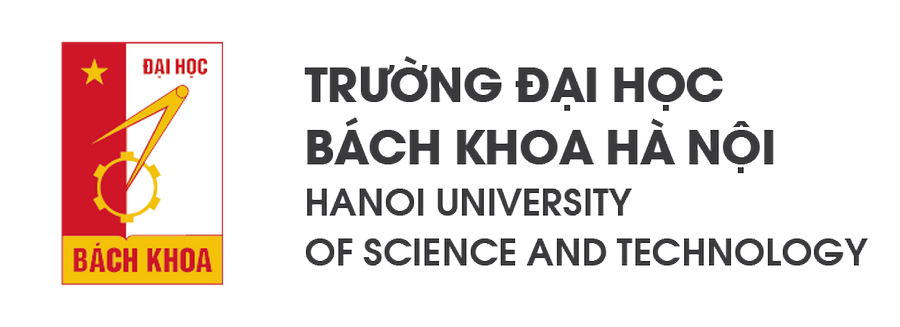 ĐẠI HỌC
BÁCH KHOA
TRƯỜNG ĐẠI HỌC
BÁCH KHOA HÀ NỘI
HANOI UNIVERSITY
OF SCIENCE AND TECHNOLOGY